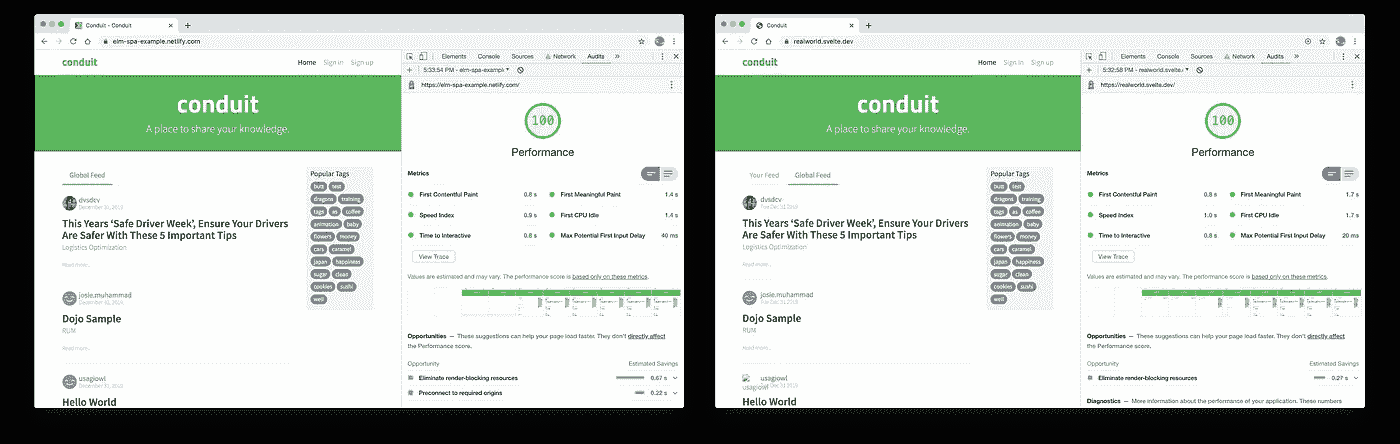 Conduit - Conduit
elm-spa-example.netlify.com
conduit
Home Sign in Sign up
conduit
A place to share your knowledge.
Global Feed
dvsdcv
December 31, 2019
This Years ‘Safe Driver Week’, Ensure Your Drivers
Are Safer With These 5 Important Tips
Logistics Optimization
Read more...
josie.muhammad
December 30, 2019
Dojo Sample
RUM
Read more...
usagiowl
December 31, 2019
Hello World
Popular Tags
butt test
dragons training
tags as coffee
animation baby
flowers money
cars caramel
japan happiness
sugar clean
cookies sushi
well
Elements Console Sources Network Audits
5:33:54 PM - elm-spa-exampl
https://elm-spa-example.netlify.com/
100
Performance
Metrics
First Contentful Paint 0.8 s First Meaningful Paint 1.4 s
Speed Index 0.9 s First CPU Idle 1.4 s
Time to Interactive 0.8 s Max Potential First Input Delay 40 ms
View Trace
Values are estimated and may vary. The performance score is based only on these metrics.
Opportunities — These suggestions can help your page load faster. They don't directly affect
the Performance score.
Opportunity Estimated Savings
Eliminate render-blocking resources 0.67 s
Preconnect to required origins 0.22 s
Conduit
realworld.svelte.dev
conduit
Home Sign in Sign up
conduit
A place to share your knowledge.
Your Feed Global Feed
dvsdcv
Tue Dec 31 2019
This Years ‘Safe Driver Week’, Ensure Your Drivers
Are Safer With These 5 Important Tips
Logistics Optimization
Read more...
josie.muhammad
Tue Dec 31 2019
Dojo Sample
RUM
Read more...
usagiowl
usagiowl Tue Dec 31 2019
Hello World
Popular Tags
butt test
dragons training
tags as coffee
animation baby
flowers money
cars caramel
japan happiness
sugar clean
cookies sushi
well
Elements Console Sources Network Audits
5:32:58 PM - realworld.svelte.
https://realworld.svelte.dev/
100
Performance
Metrics
First Contentful Paint 0.8 s First Meaningful Paint 1.7 s
Speed Index 1.0 s First CPU Idle 1.7 s
Time to Interactive 0.8 s Max Potential First Input Delay 20 ms
View Trace
Values are estimated and may vary. The performance score is based only on these metrics.
Opportunities — These suggestions can help your page load faster. They don't directly affect
the Performance score.
Opportunity Estimated Savings
Eliminate render-blocking resources 0.27 s
Diagnostics — More information about the performance of your application. These numbers